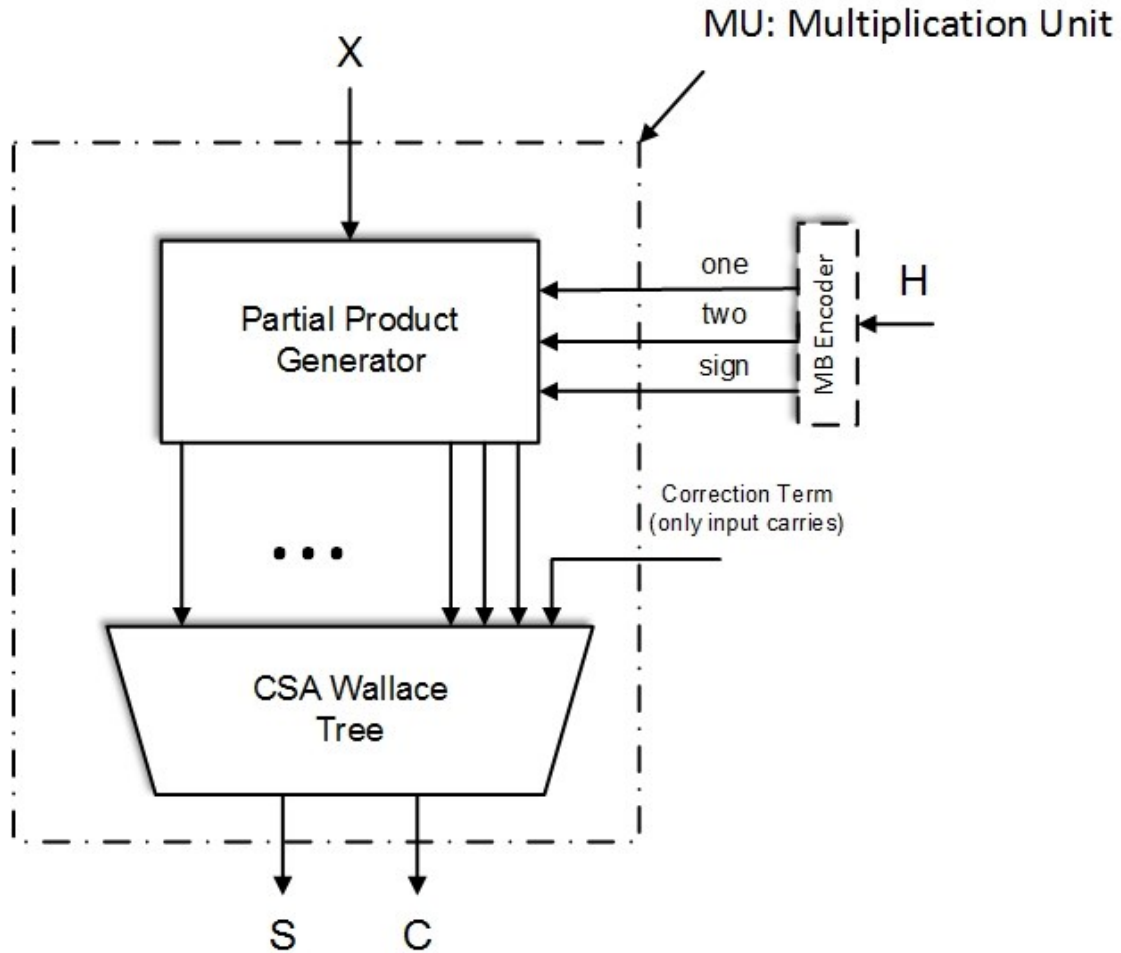 MU: Multiplication Unit
X
one
Partial Product
Generator
two
sign
MB Encoder
H
Correction Term
(only input carries)
• • •
CSA Wallace
Tree
S
C